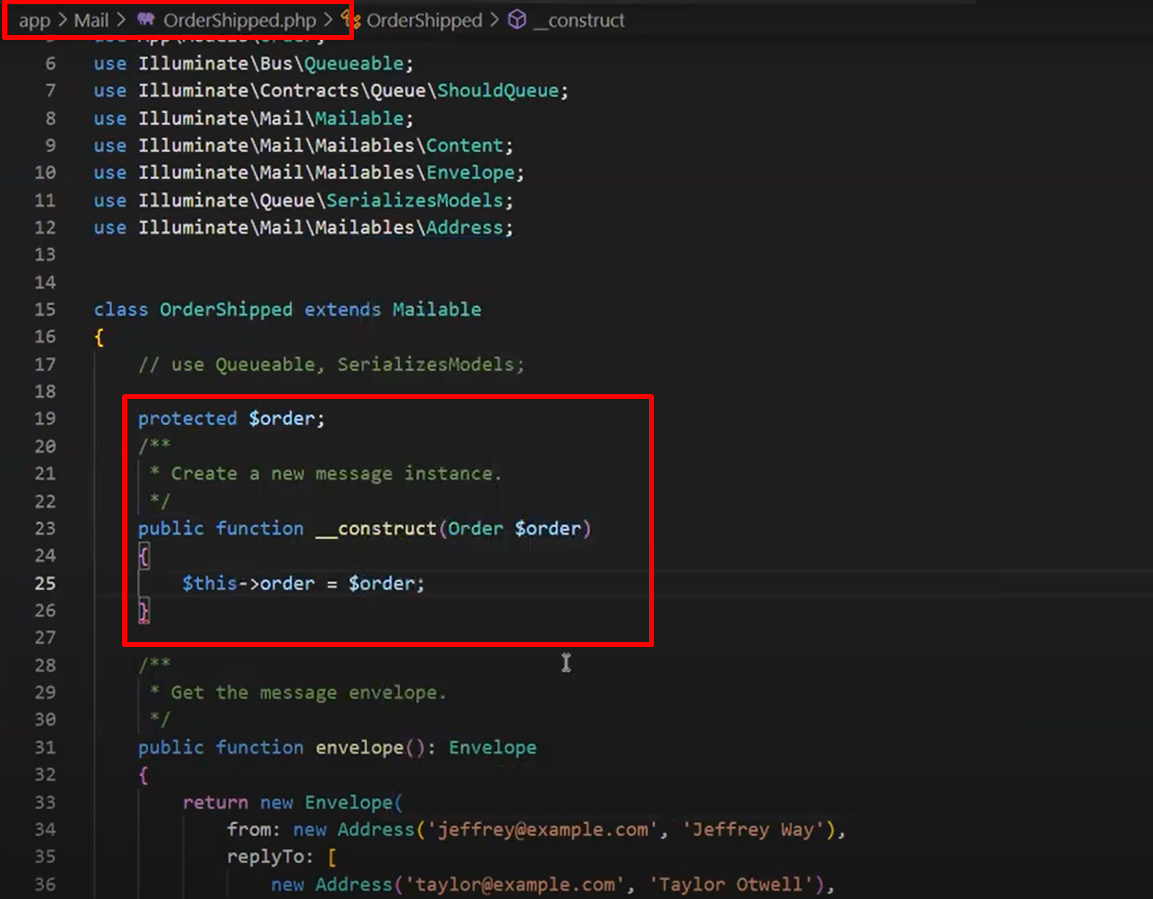 app > Mail > OrderShipped.php > OrderShipped > __construct
5 use App\Models\Order;
6 use Illuminate\Bus\Queueable;
7 use Illuminate\Contracts\Queue\ShouldQueue;
8 use Illuminate\Mail\Mailable;
9 use Illuminate\Mail\Mailables\Content;
10 use Illuminate\Mail\Mailables\Envelope;
11 use Illuminate\Queue\SerializesModels;
12 use Illuminate\Mail\Mailables\Address;
13
14
15 class OrderShipped extends Mailable
16 {
17 // use Queueable, SerializesModels;
18
19 protected $order;
20 /**
21 * Create a new message instance.
22 */
23 public function __construct(Order $order)
24 {
25 $this->order = $order;
26 }
27
28 /**
29 * Get the message envelope.
30 */
31 public function envelope(): Envelope
32 {
33 return new Envelope(
34 from: new Address('jeffrey@example.com', 'Jeffrey Way'),
35 replyTo: [
36 new Address('taylor@example.com', 'Taylor Otwell'),